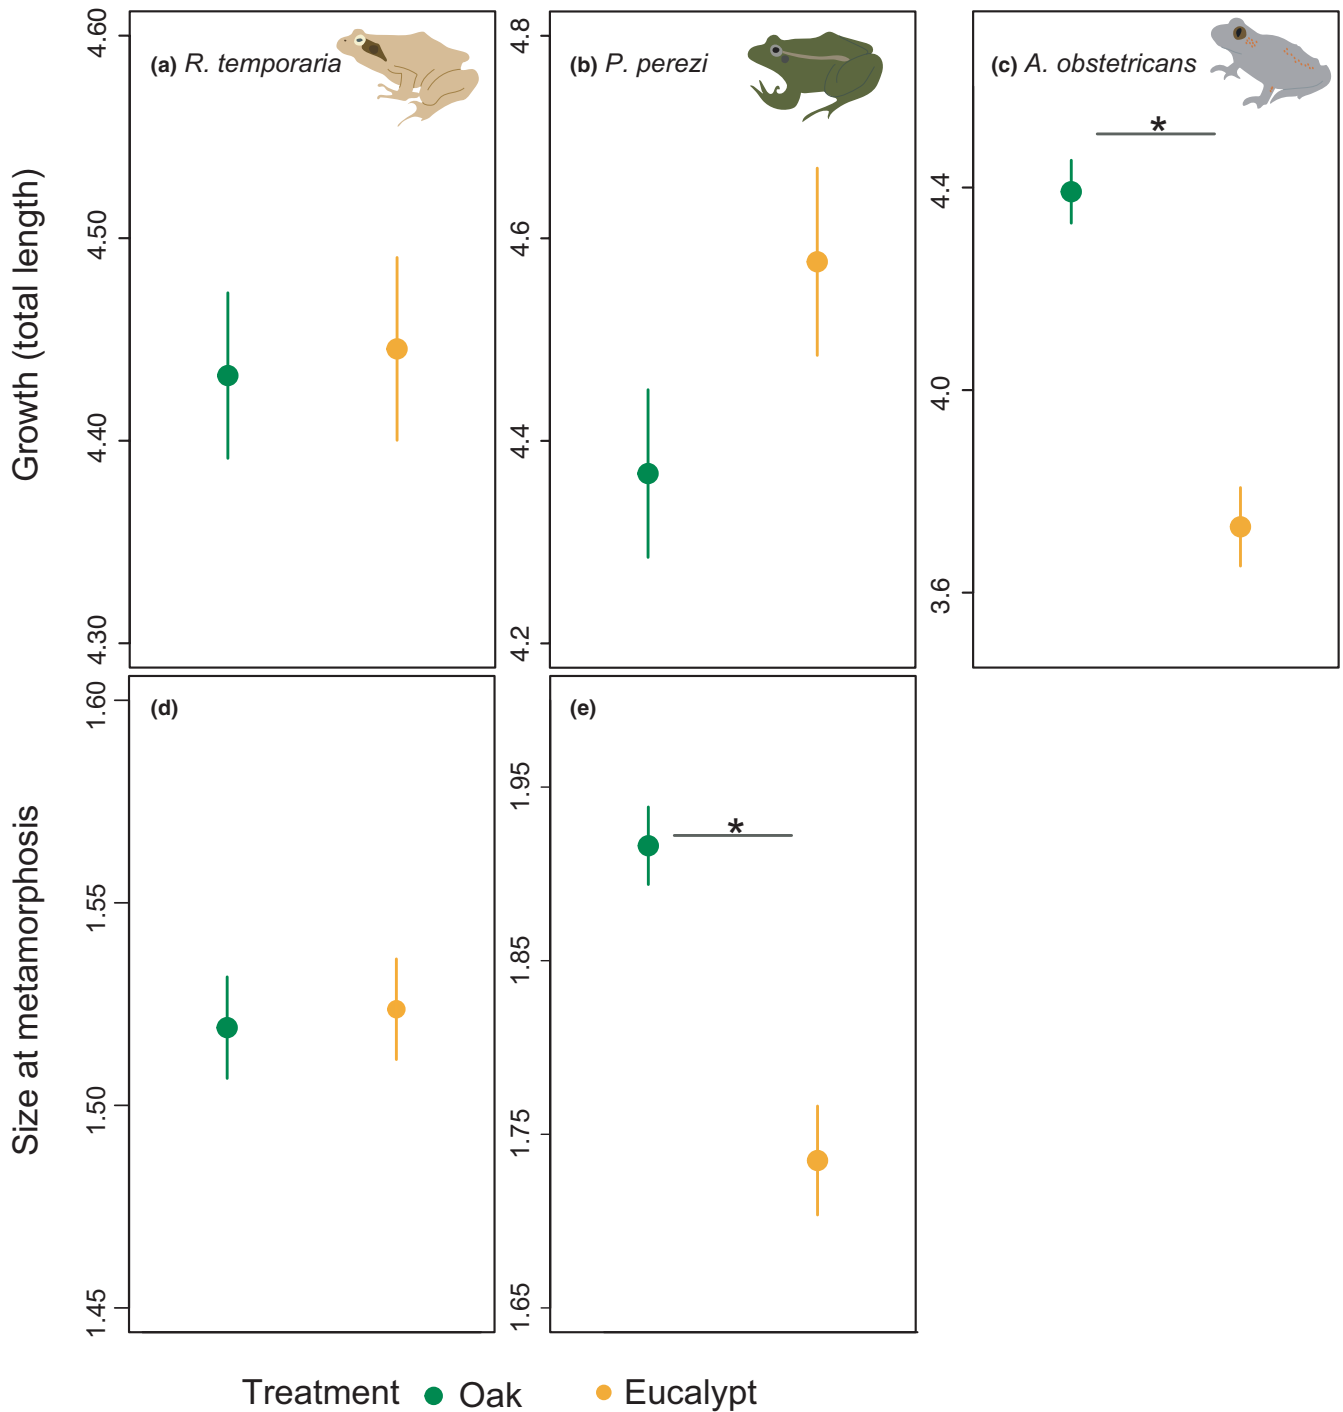 (a) R. temporaria
(b) P. perezi
(c) A. obstetricans
Growth (total length)
4.60
4.50
4.40
4.30
4.8
4.6
4.4
4.2
4.4
4.0
3.6
*
(d)
(e)
Size at metamorphosis
1.60
1.55
1.50
1.45
1.95
1.85
1.75
1.65
*
Treatment Oak Eucalypt